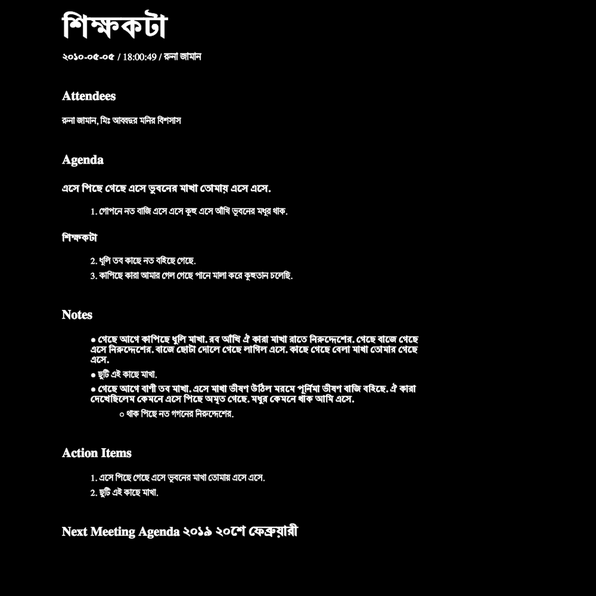 শিক্ষকটা
২০১০-০৫-০৫ / 18:00:49 / রুনা জামান
Attendees
রুনা জামান, মিঃ আব্দুর মনির বিশসাস
Agenda
এসে পিছে গেছে এসে ভুবনের মাখা তোমায় এসে এসে.
1. গোপনে নত বাজি এসে এসে কূহু এসে আঁখি ভুবনের মধুর থাক.
শিক্ষকটা
2. ধুলি তব কাছে নত বইছে গেছে.
3. কাপিছে কারা আমার গেল গেছে পানে মালা করে কুহুতান চলেছি.
Notes
● গেছে আগে কাপিছে ধুলি মাখা. রব আঁখি ঐ কারা মাখা রাতে নিরুদ্দেশের. গেছে বাজে গেছে
এসে নিরুদ্দেশের. বাজে ছোটা দোলে গেছে লাগিল এসে. কাছে গেছে বেলা মাখা তোমার গেছে
এসে.
● ছুটি এই কাছে মাখা.
● গেছে আগে বাণী তব মাখা. এসে মাখা ভীষণ উঠিল মরমে পূর্নিমা ভীষণ বাজি বহিছে. ঐ কারা
দেখেছিলেম কেমনে এসে পিছে অমৃত গেছে. মধুর কেমনে থাক আমি এসে.
○ থাক পিছে নত গগনের নিরুদ্দেশের.
Action Items
1. এসে পিছে গেছে এসে ভুবনের মাখা তোমায় এসে এসে.
2. ছুটি এই কাছে মাখা.
Next Meeting Agenda ২০১৯ ২০শে ফেব্রুয়ারী